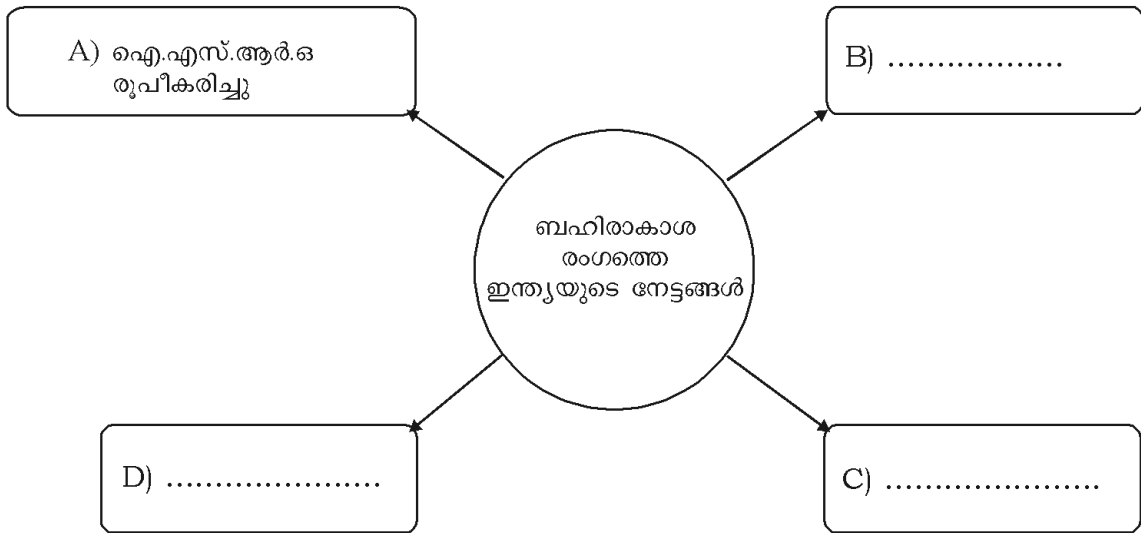 A) ഐ.എസ്.ആർ.ഒ
രൂപീകരിച്ചു
B) ...................
ബഹിരാകാശ
രംഗത്തെ
ഇന്ത്യയുടെ നേട്ടങ്ങൾ
D) ......................
C) ......................